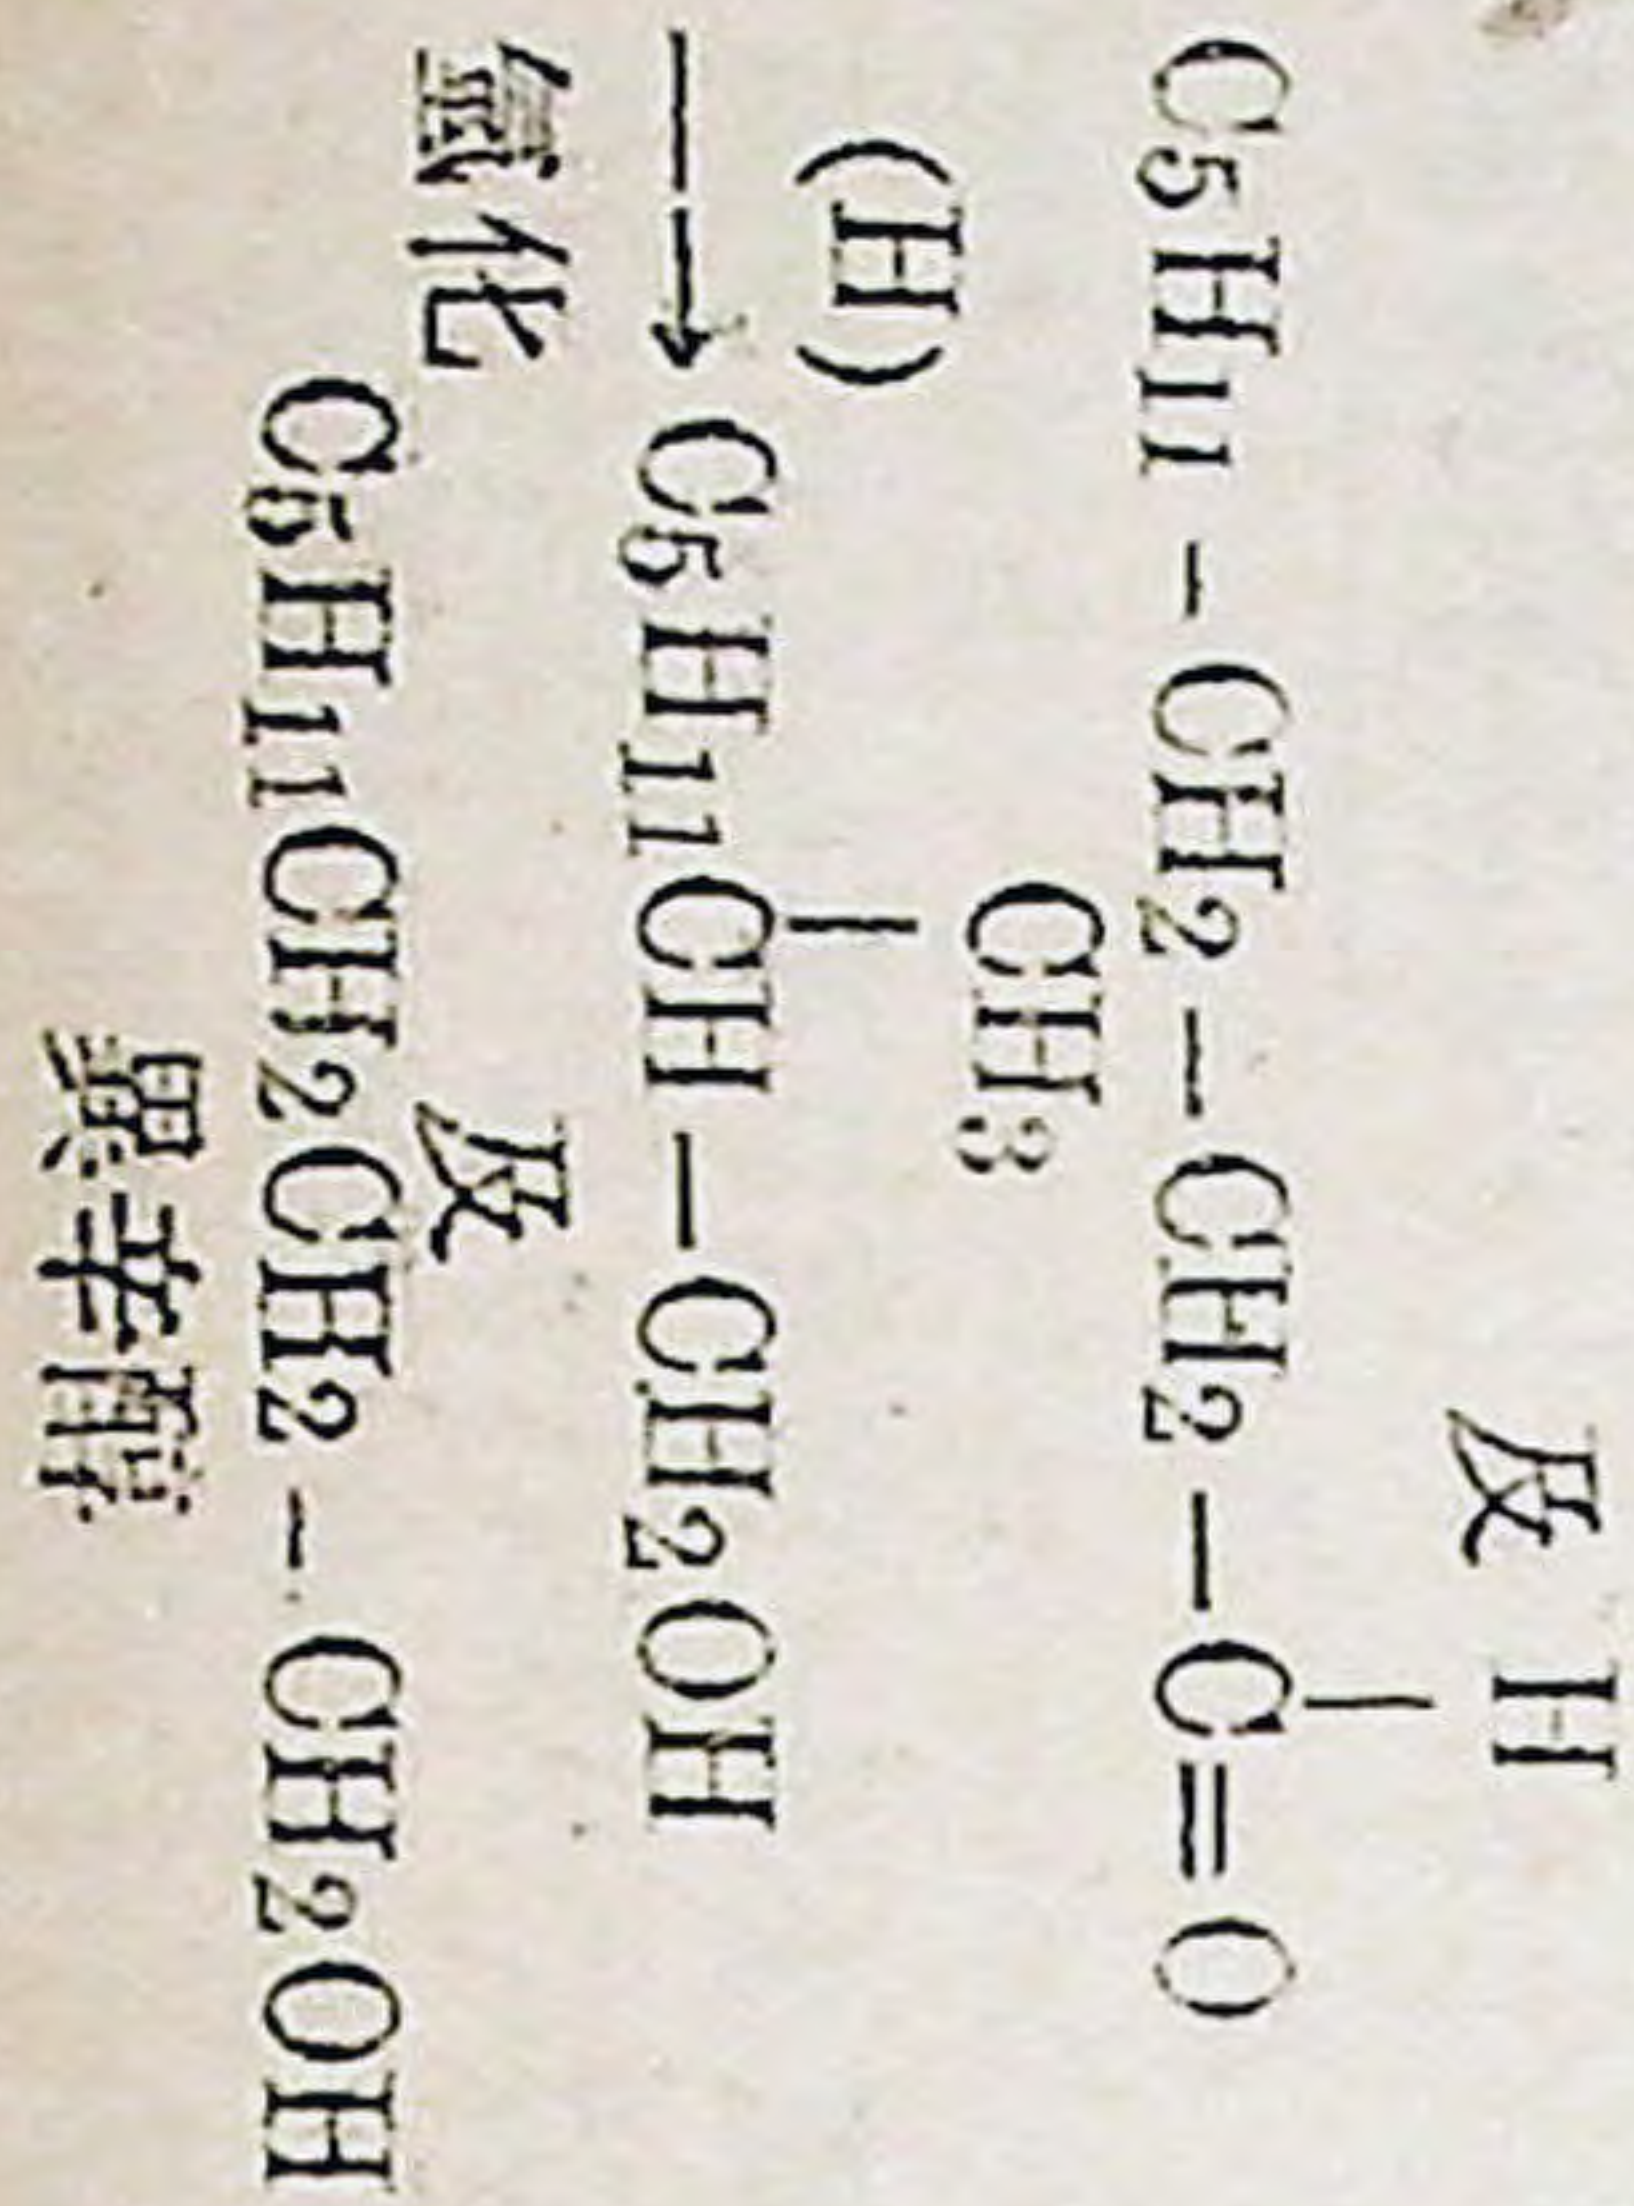 及 H
|
C5H11-CH2-CH2-C=O
CH3
(H) |
——→C5H11CH-CH2OH
氫化 及
C5H11CH2CH2-CH2OH
異辛醇